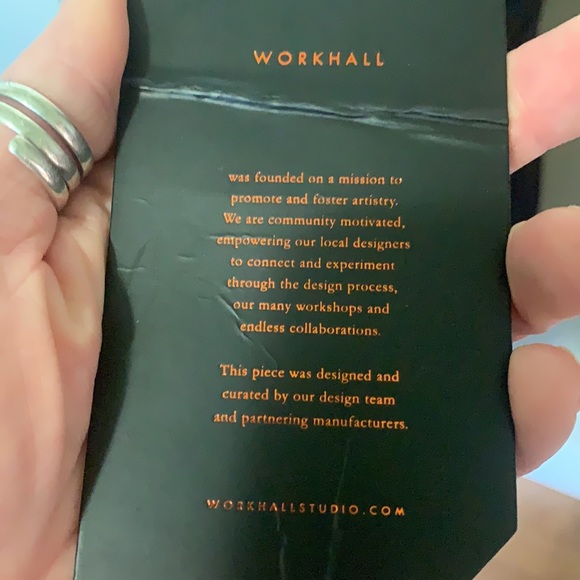 WORKHALL
was founded on a mission to
promote and foster artistry.
We are community motivated,
empowering our local designers
to connect and experiment
through the design process,
our many workshops and
endless collaborations.
This piece was designed and
curated by our design team
and partnering manufacturers.
WORKHALLSTUDIO.COM